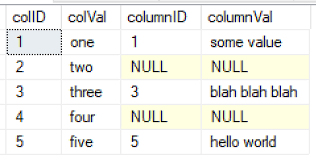 colID colVal columnID columnVal
1 one 1 some value
2 two NULL NULL
3 three 3 blah blah blah
4 four NULL NULL
5 five 5 hello world